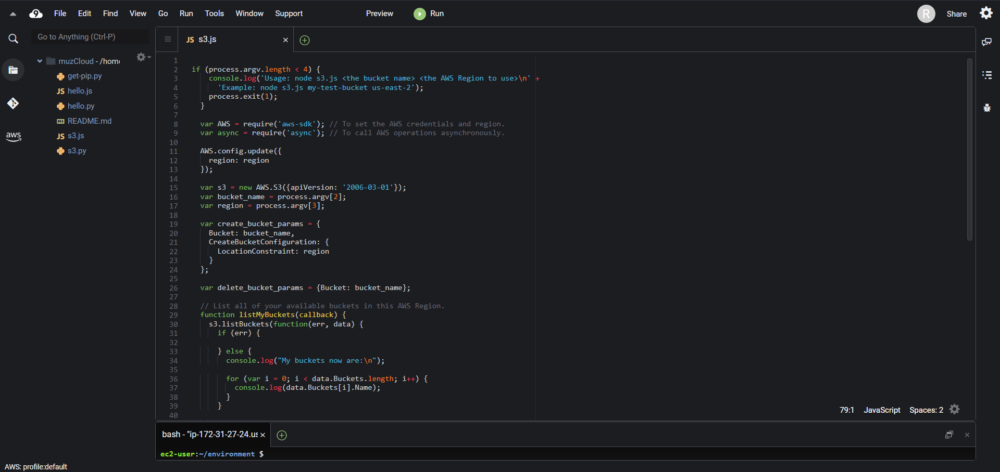 File Edit Find View Go Run Tools Window Support Preview Run R Share
Go to Anything (Ctrl-P)
JS s3.js
muzCloud - /home
get-pip.py
JS hello.js
hello.py
README.md
JS s3.js
s3.py
aws
1
2 if (process.argv.length < 4) {
3 console.log('Usage: node s3.js <the bucket name> <the AWS Region to use>\n' +
4 'Example: node s3.js my-test-bucket us-east-2');
5 process.exit(1);
6 }
7
8 var AWS = require('aws-sdk'); // To set the AWS credentials and region.
9 var async = require('async'); // To call AWS operations asynchronously.
10
11 AWS.config.update({
12 region: region
13 });
14
15 var s3 = new AWS.S3({apiVersion: '2006-03-01'});
16 var bucket_name = process.argv[2];
17 var region = process.argv[3];
18
19 var create_bucket_params = {
20 Bucket: bucket_name,
21 CreateBucketConfiguration: {
22 LocationConstraint: region
23 }
24 };
25
26 var delete_bucket_params = {Bucket: bucket_name};
27
28 // List all of your available buckets in this AWS Region.
29 function listMyBuckets(callback) {
30 s3.listBuckets(function(err, data) {
31 if (err) {
32
33 } else {
34 console.log("My buckets now are:\n");
35
36 for (var i = 0; i < data.Buckets.length; i++) {
37 console.log(data.Buckets[i].Name);
38 }
39 }
40
79:1 JavaScript Spaces: 2
bash - "ip-172-31-27-24.us
ec2-user:~/environment $
AWS: profile:default